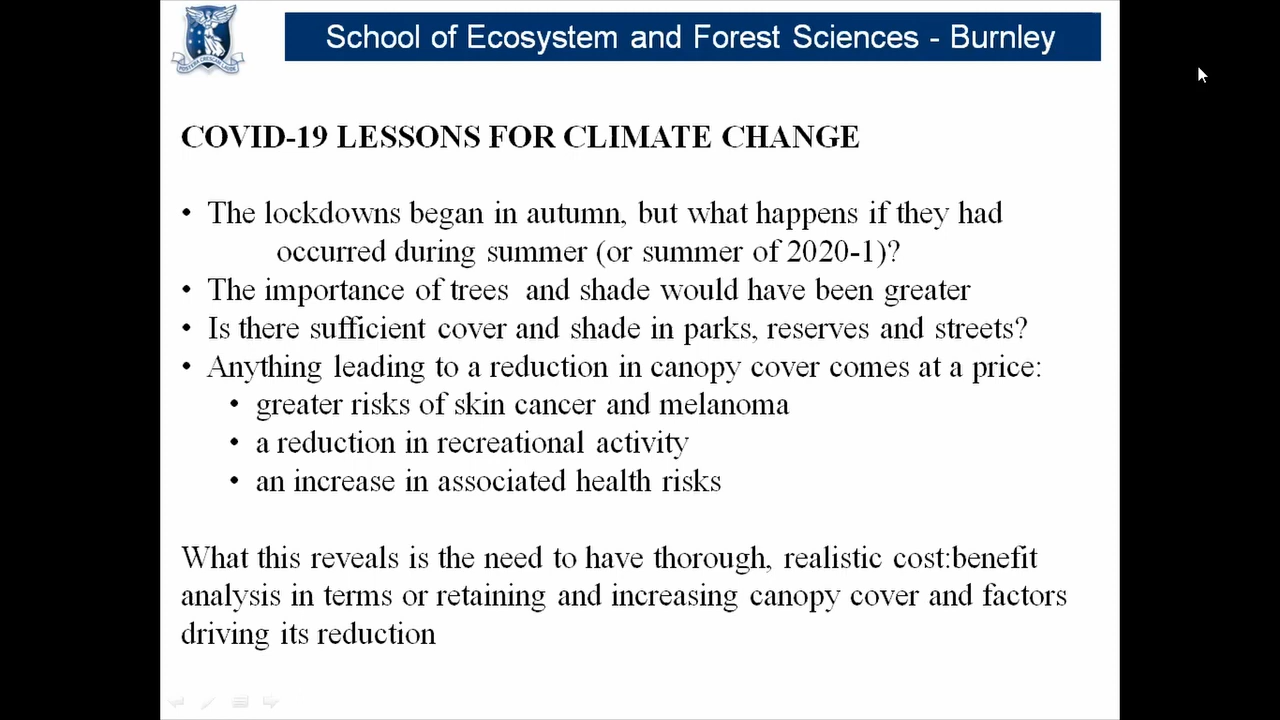 School of Ecosystem and Forest Sciences - Burnley
COVID-19 LESSONS FOR CLIMATE CHANGE
• The lockdowns began in autumn, but what happens if they had
occurred during summer (or summer of 2020-1)?
• The importance of trees and shade would have been greater
• Is there sufficient cover and shade in parks, reserves and streets?
• Anything leading to a reduction in canopy cover comes at a price:
• greater risks of skin cancer and melanoma
• a reduction in recreational activity
• an increase in associated health risks
What this reveals is the need to have thorough, realistic cost:benefit
analysis in terms or retaining and increasing canopy cover and factors
driving its reduction